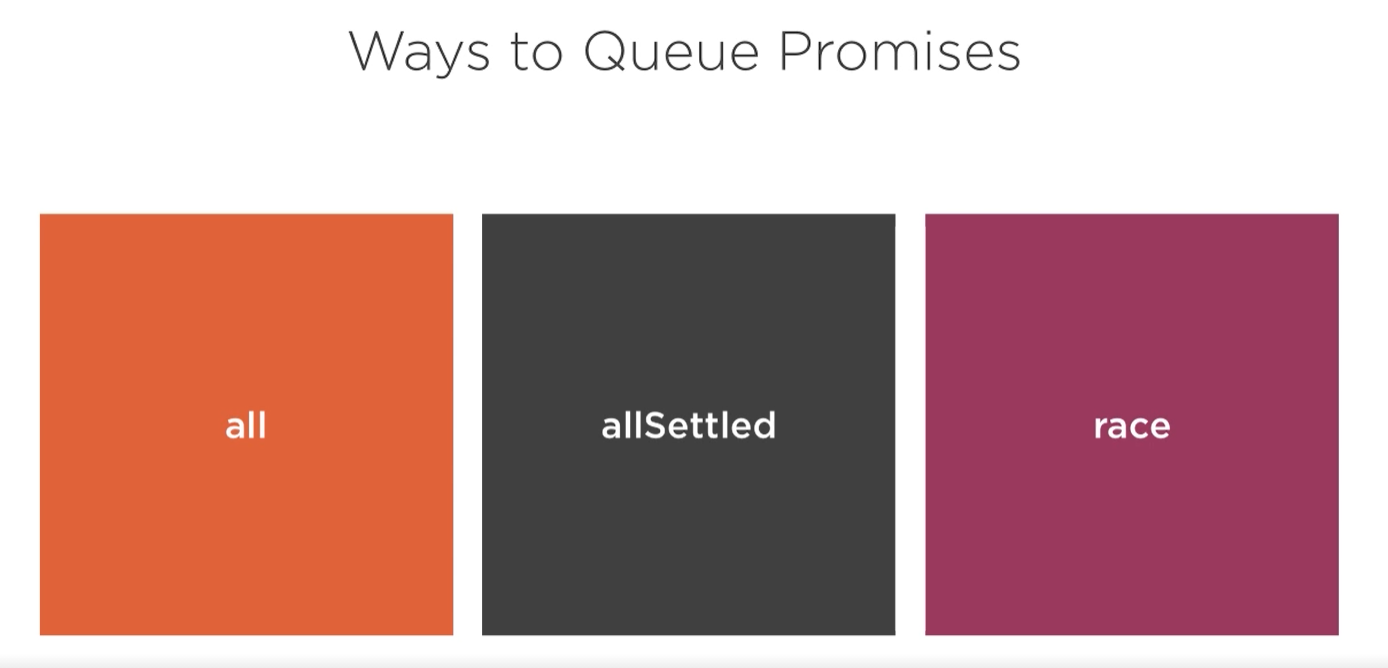 Ways to Queue Promises
all
allSettled
race